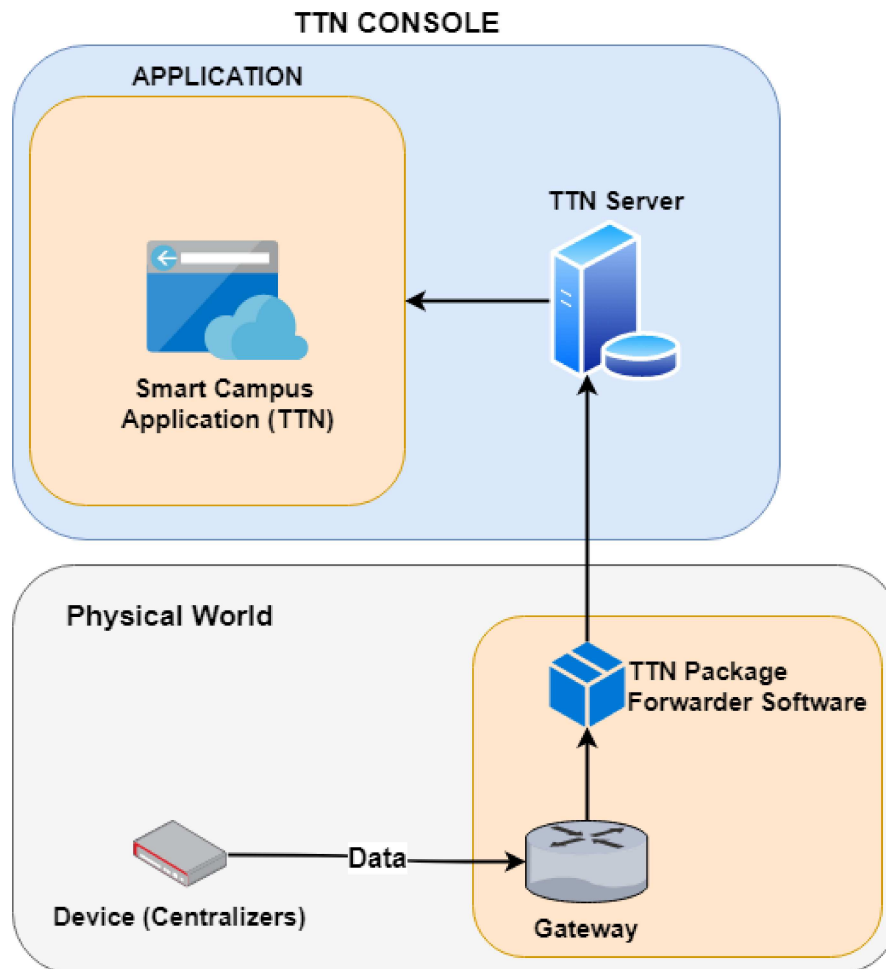 TTN CONSOLE
APPLICATION
TTN Server
Smart Campus
Application (TTN)
Physical World
TTN Package
Forwarder Software
Data
Device (Centralizers)
Gateway